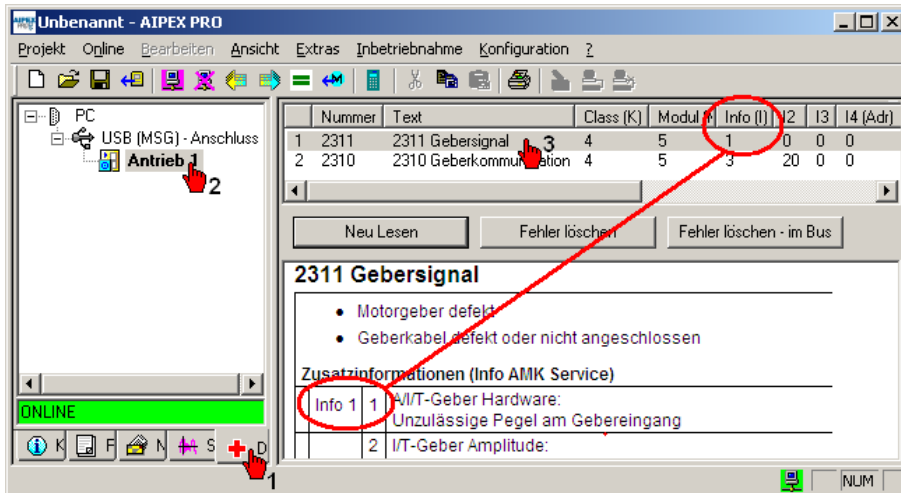 Unbenannt - AIPEX PRO
Projekt Online Bearbeiten Ansicht Extras Inbetriebnahme Konfiguration ?
PC
USB (MSG) - Anschluss
Antrieb 1
2
ONLINE
K F N S D
1
Nummer Text Class (K) Modul Info (I) I2 I3 I4 (Adr)
1 2311 2311 Gebersignal 3 4 5 1 0 0 0
2 2310 2310 Geberkommunikation 4 5 3 20 0 0
Neu Lesen Fehler löschen Fehler löschen - im Bus
2311 Gebersignal
• Motorgeber defekt
• Geberkabel defekt oder nicht angeschlossen
Zusatzinformationen (Info AMK Service)
Info 1 1 A/I/T-Geber Hardware:
Unzulässige Pegel am Gebereingang
2 I/T-Geber Amplitude:
NUM